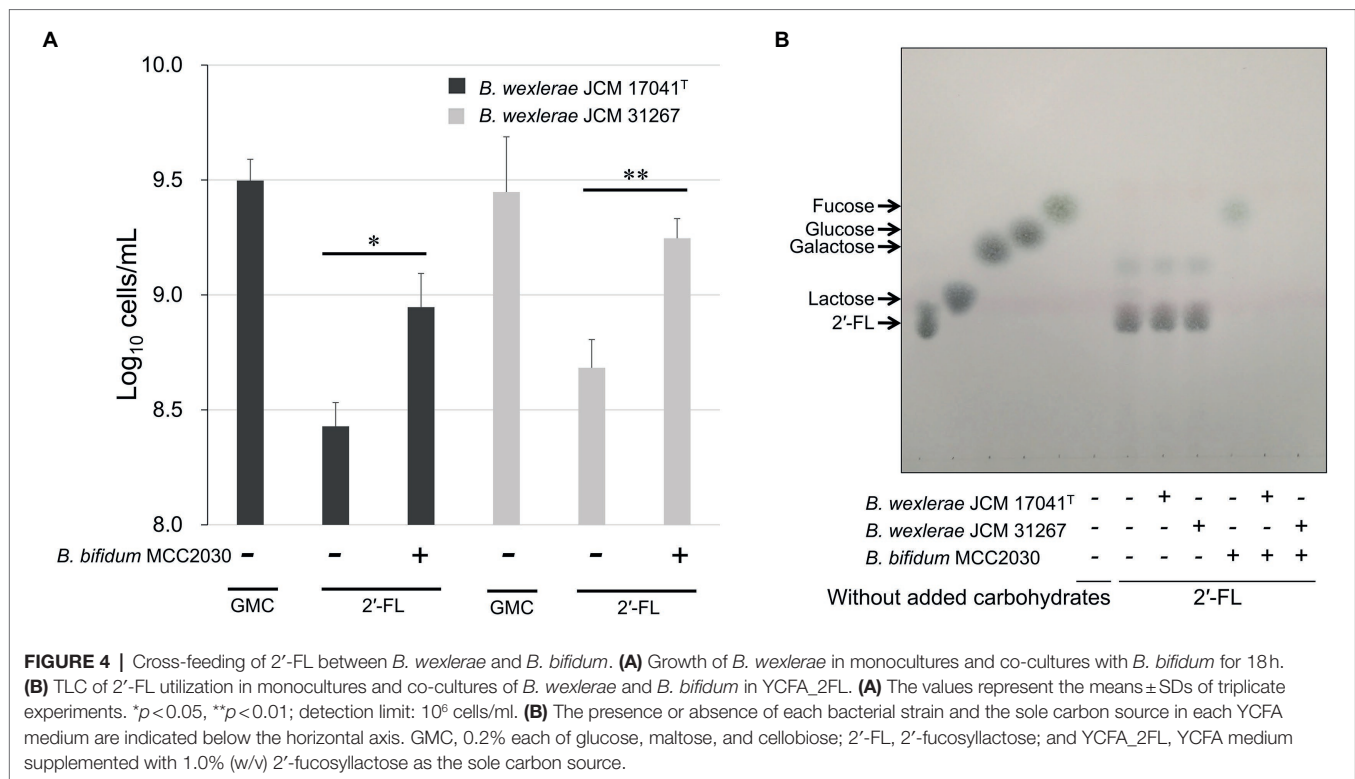 A
10.0
9.5
9.0
8.5
8.0
Log₁₀ cells/mL
B. wexlerae JCM 17041ᵀ
B. wexlerae JCM 31267
*
**
B. bifidum MCC2030 - - + - - +
GMC 2′-FL GMC 2′-FL
B
Fucose
Glucose
Galactose
Lactose
2′-FL
B. wexlerae JCM 17041ᵀ - - + - - + -
B. wexlerae JCM 31267 - - - + - - +
B. bifidum MCC2030 - - - - + + +
Without added carbohydrates 2′-FL
FIGURE 4 | Cross-feeding of 2′-FL between B. wexlerae and B. bifidum. (A) Growth of B. wexlerae in monocultures and co-cultures with B. bifidum for 18 h.
(B) TLC of 2′-FL utilization in monocultures and co-cultures of B. wexlerae and B. bifidum in YCFA_2FL. (A) The values represent the means ± SDs of triplicate
experiments. *p < 0.05, **p < 0.01; detection limit: 10⁶ cells/ml. (B) The presence or absence of each bacterial strain and the sole carbon source in each YCFA
medium are indicated below the horizontal axis. GMC, 0.2% each of glucose, maltose, and cellobiose; 2′-FL, 2′-fucosyllactose; and YCFA_2FL, YCFA medium
supplemented with 1.0% (w/v) 2′-fucosyllactose as the sole carbon source.